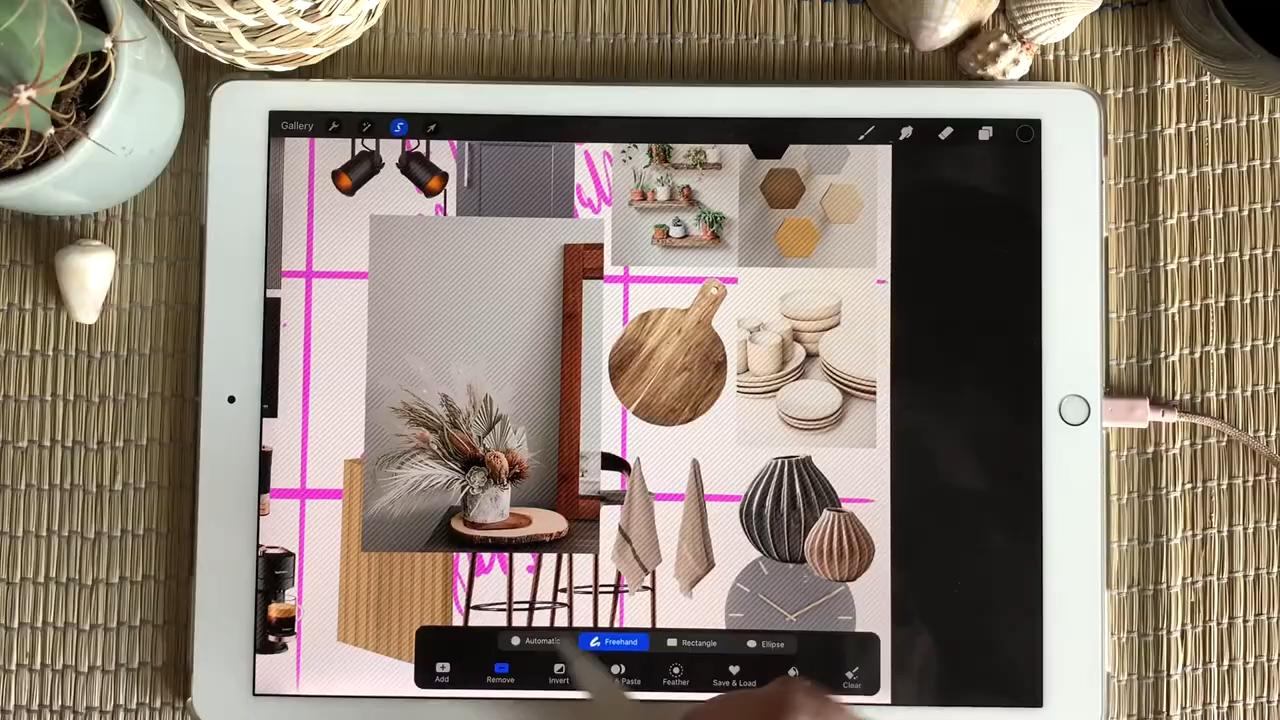 Gallery
Automatic Freehand Rectangle Ellipse
Add Remove Invert & Paste Feather Save & Load Clear